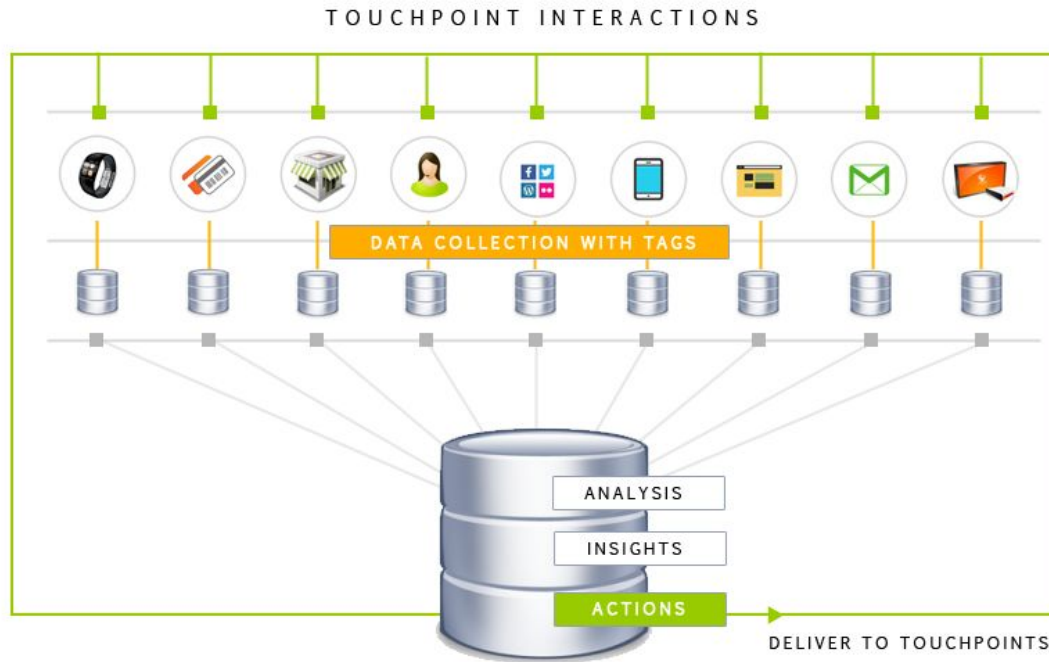 TOUCHPOINT INTERACTIONS
DATA COLLECTION WITH TAGS
ANALYSIS
INSIGHTS
ACTIONS
DELIVER TO TOUCHPOINTS